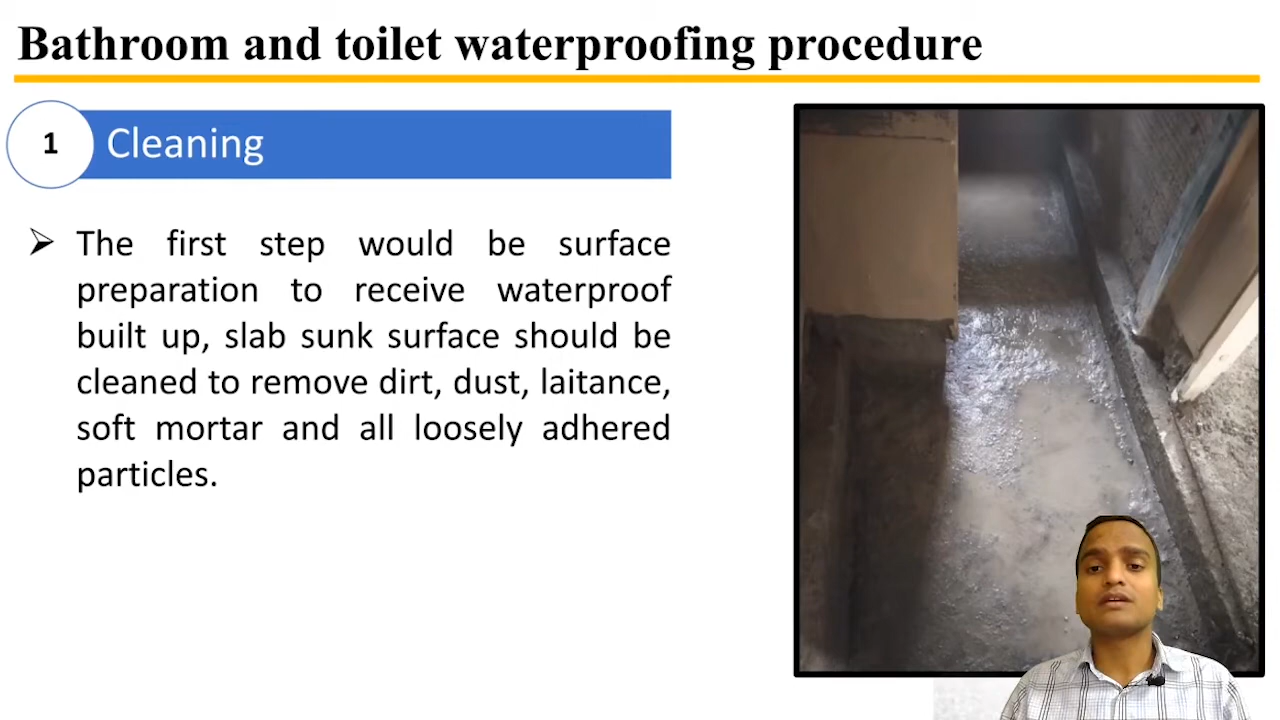 Bathroom and toilet waterproofing procedure
1 Cleaning
➢ The first step would be surface
preparation to receive waterproof
built up, slab sunk surface should be
cleaned to remove dirt, dust, laitance,
soft mortar and all loosely adhered
particles.